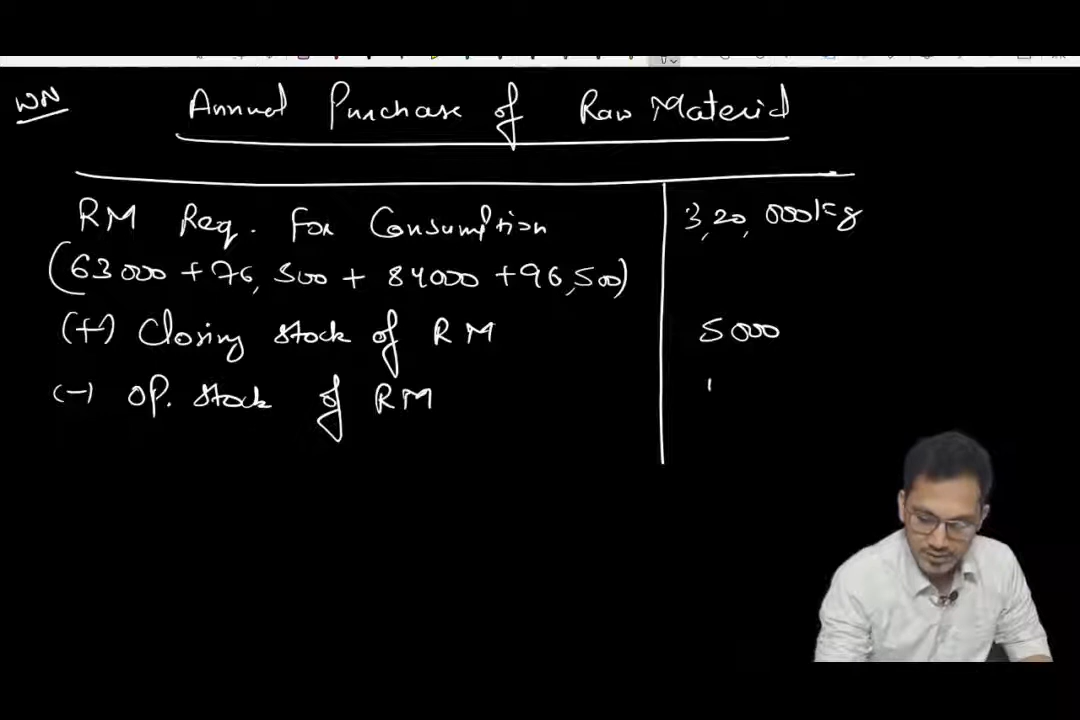 WN
Annual Purchase of Raw Material
RM Req. For Consumption 3,20,000 Kg
(63000 + 76,500 + 84000 + 96,500)
(+) Closing stock of RM 5000
(-) OP. stock of RM